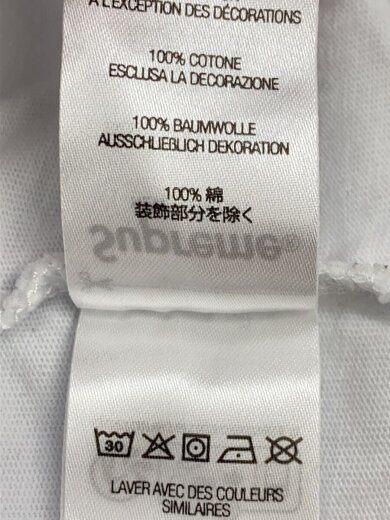 À L'EXCEPTION DES DÉCORATIONS
100% COTONE
ESCLUSA LA DECORAZIONE
100% BAUMWOLLE
AUSSCHLIEßLICH DEKORATION
100% 綿
装飾部分を除く
Supreme®
30
LAVER AVEC DES COULEURS
SIMILAIRES